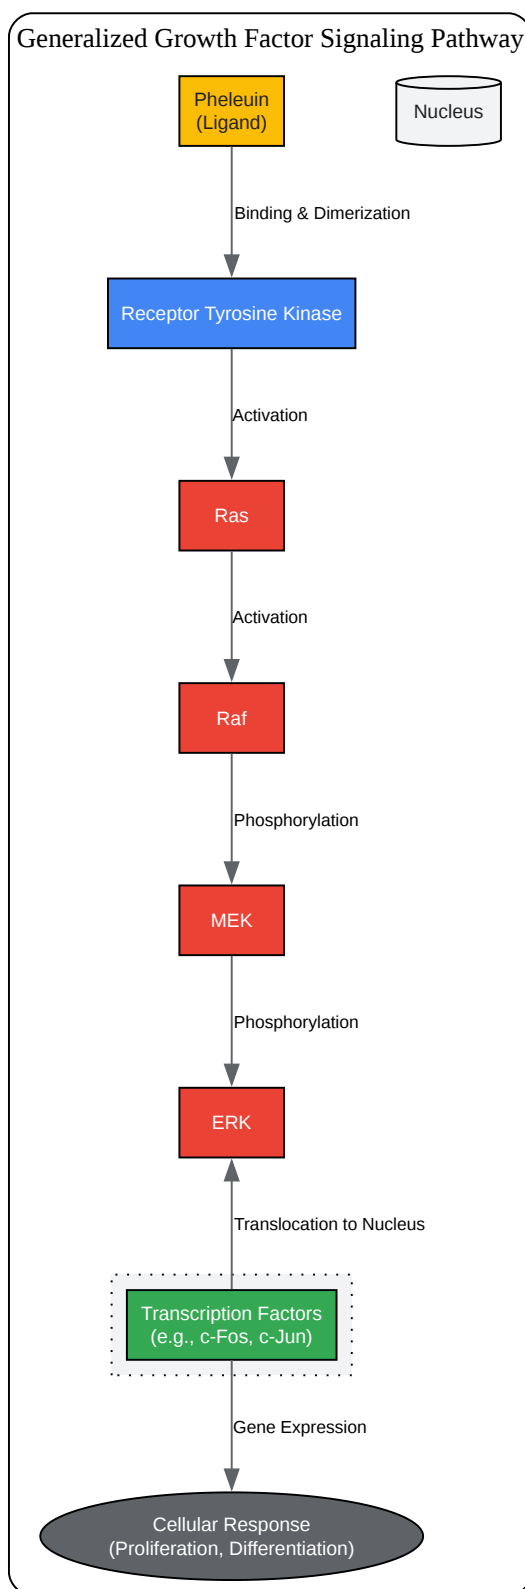 Generalized Growth Factor Signaling Pathway
Pheleuin
(Ligand)
Nucleus
Binding & Dimerization
Receptor Tyrosine Kinase
Activation
Ras
Activation
Raf
Phosphorylation
MEK
Phosphorylation
ERK
Translocation to Nucleus
Transcription Factors
(e.g., c-Fos, c-Jun)
Gene Expression
Cellular Response
(Proliferation, Differentiation)